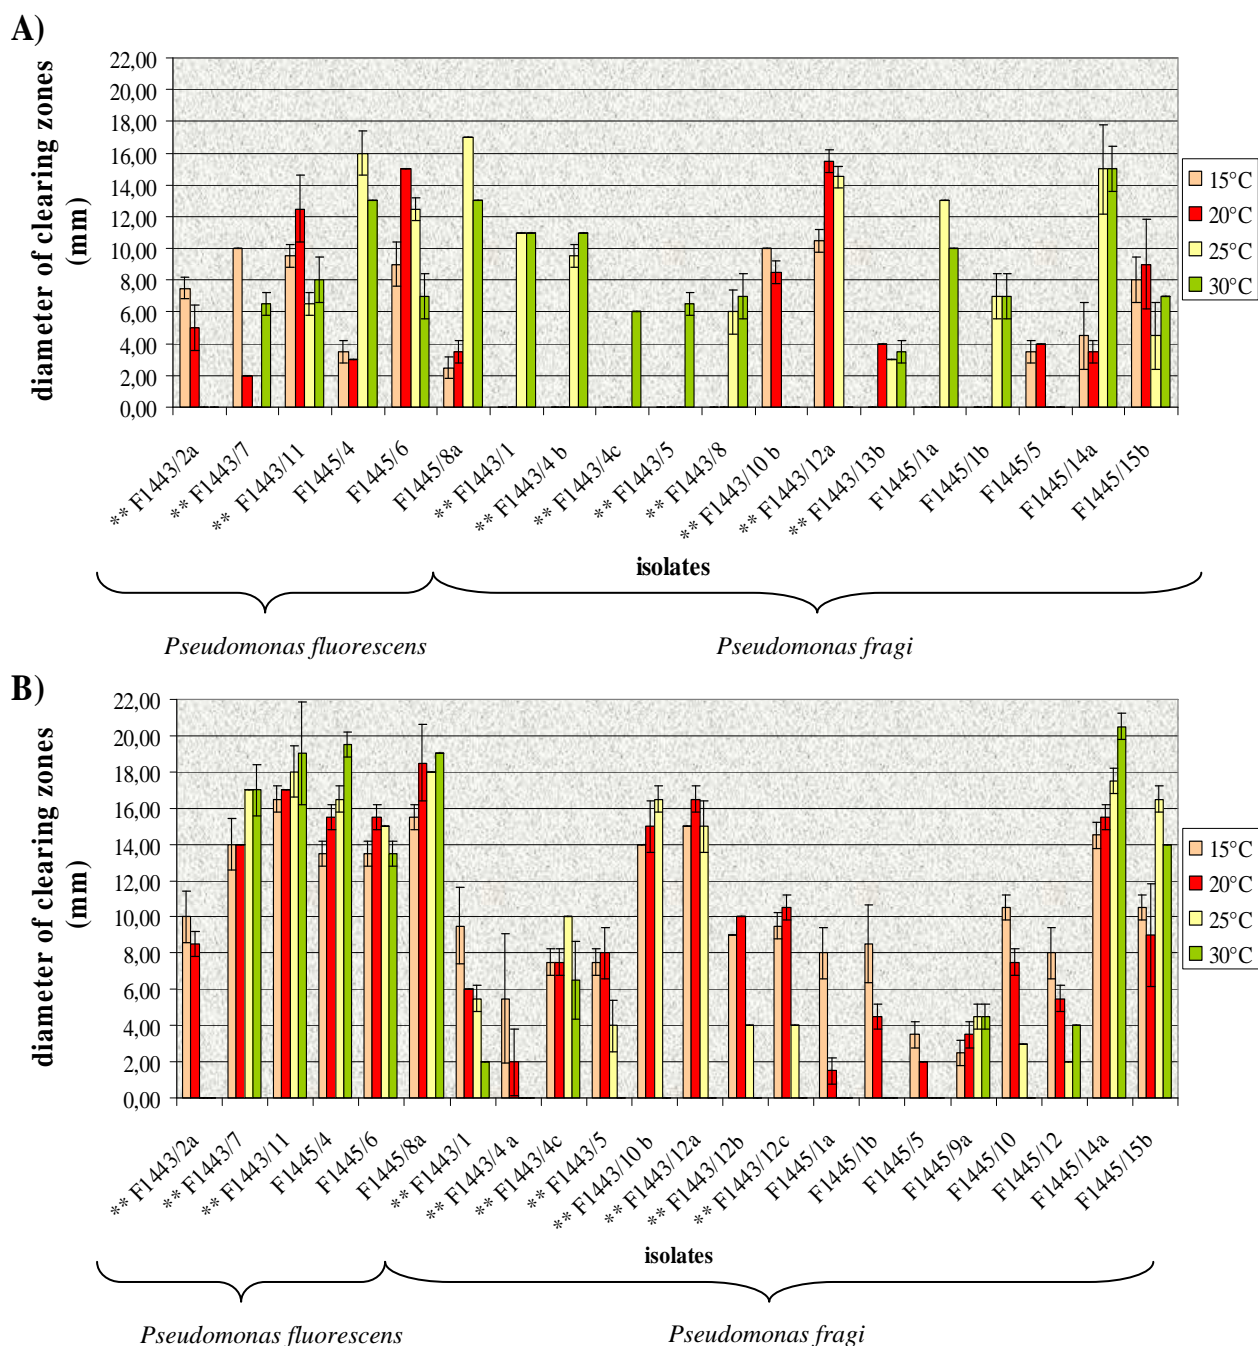 A)
diameter of clearing zones
(mm)
22,00
20,00
18,00
16,00
14,00
12,00
10,00
8,00
6,00
4,00
2,00
0,00
15°C
20°C
25°C
30°C
** F1443/2a
** F1443/7
** F1443/11
F1445/4
F1445/6
F1445/8a
** F1443/1
** F1443/4 b
** F1443/4c
** F1443/5
** F1443/8
** F1443/10 b
** F1443/12a
** F1443/13b
F1445/1a
F1445/1b
F1445/5
F1445/14a
F1445/15b
isolates
Pseudomonas fluorescens
Pseudomonas fragi
B)
diameter of clearing zones
(mm)
22,00
20,00
18,00
16,00
14,00
12,00
10,00
8,00
6,00
4,00
2,00
0,00
15°C
20°C
25°C
30°C
** F1443/2a
** F1443/7
** F1443/11
F1445/4
F1445/6
F1445/8a
** F1443/1
** F1443/4 a
** F1443/4c
** F1443/5
** F1443/10 b
** F1443/12a
** F1443/12b
** F1443/12c
F1445/1a
F1445/1b
F1445/5
F1445/9a
F1445/10
F1445/12
F1445/14a
F1445/15b
isolates
Pseudomonas fluorescens
Pseudomonas fragi